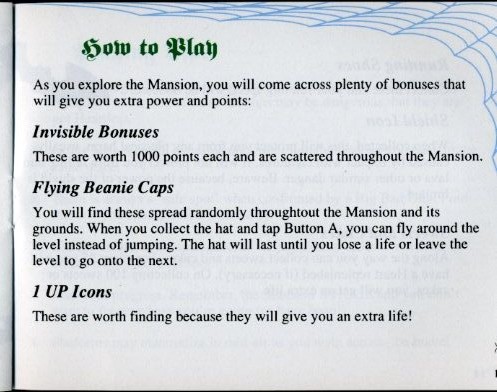 How to Play
As you explore the Mansion, you will come across plenty of bonuses that
will give you extra power and points:
Invisible Bonuses
These are worth 1000 points each and are scattered throughout the Mansion.
Flying Beanie Caps
You will find these spread randomly throughtout the Mansion and its
grounds. When you collect the hat and tap Button A, you can fly around the
level instead of jumping. The hat will last until you lose a life or leave the
level to go onto the next.
1 UP Icons
These are worth finding because they will give you an extra life!